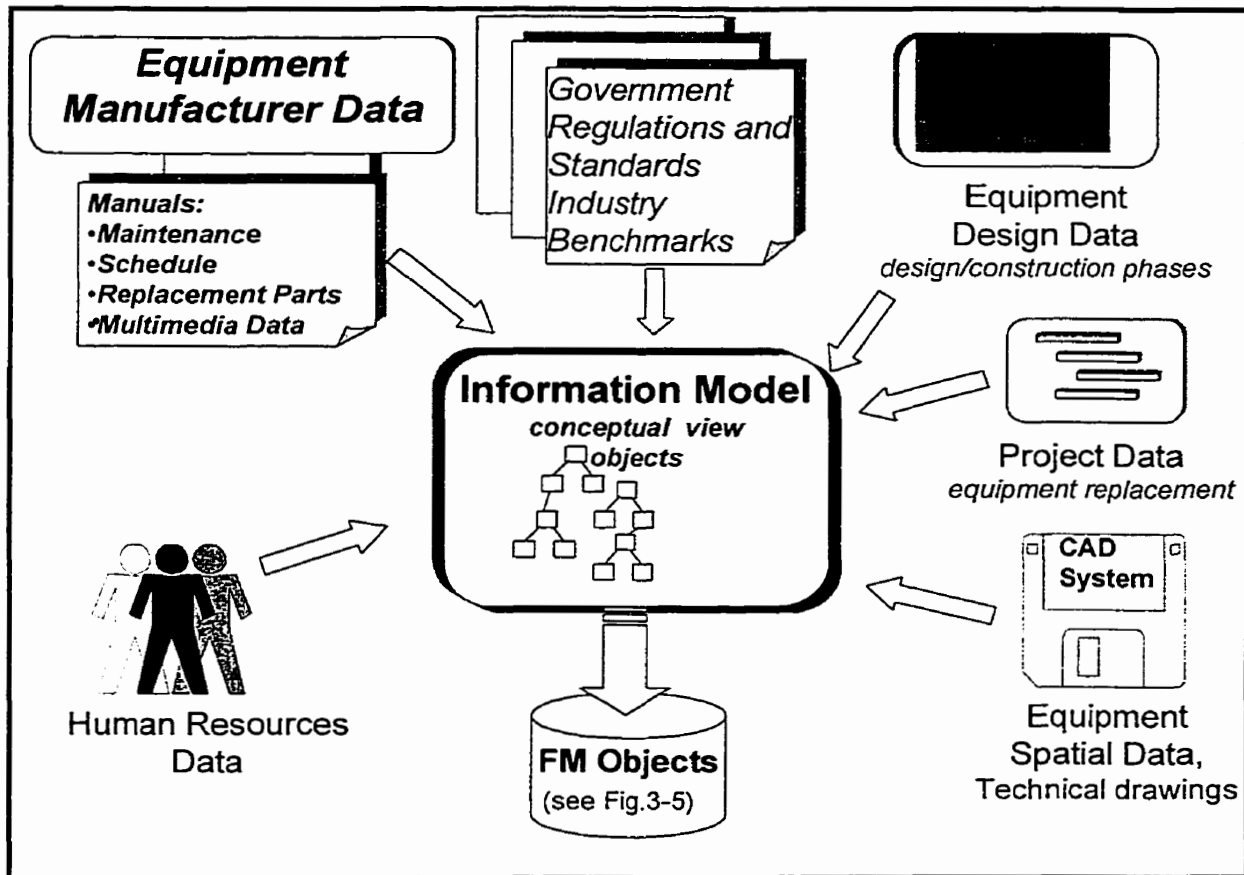 Equipment
Manufacturer Data
Manuals:
•Maintenance
•Schedule
•Replacement Parts
•Multimedia Data
Government
Regulations and
Standards
Industry
Benchmarks
Equipment
Design Data
design/construction phases
Information Model
conceptual view
objects
Project Data
equipment replacement
CAD
System
Equipment
Spatial Data,
Technical drawings
Human Resources
Data
FM Objects
(see Fig.3-5)